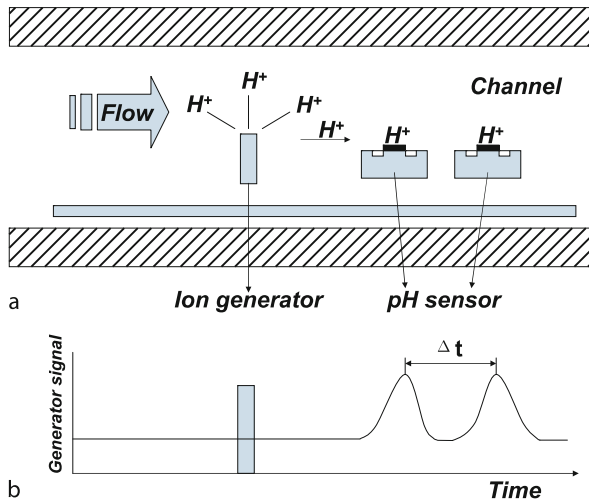 Flow
H+
H+
H+
H+
Channel
H+
H+
Ion generator
pH sensor
a
Generator signal
Δ t
Time
b